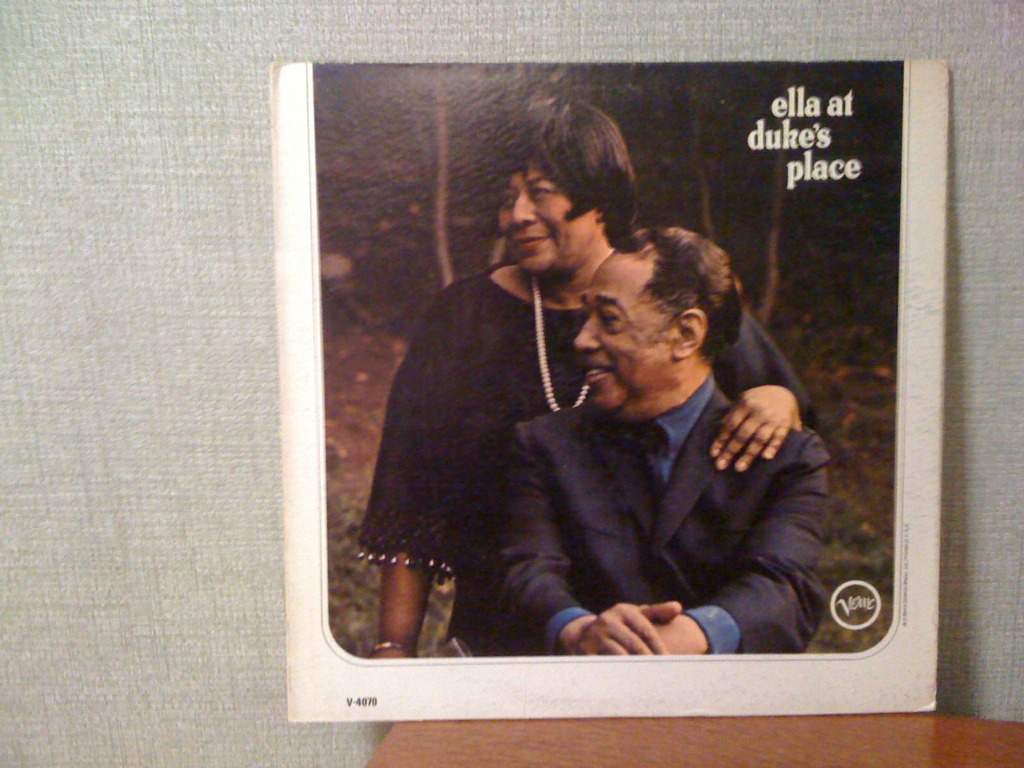 ella at
duke's
place
Verve
V-4070